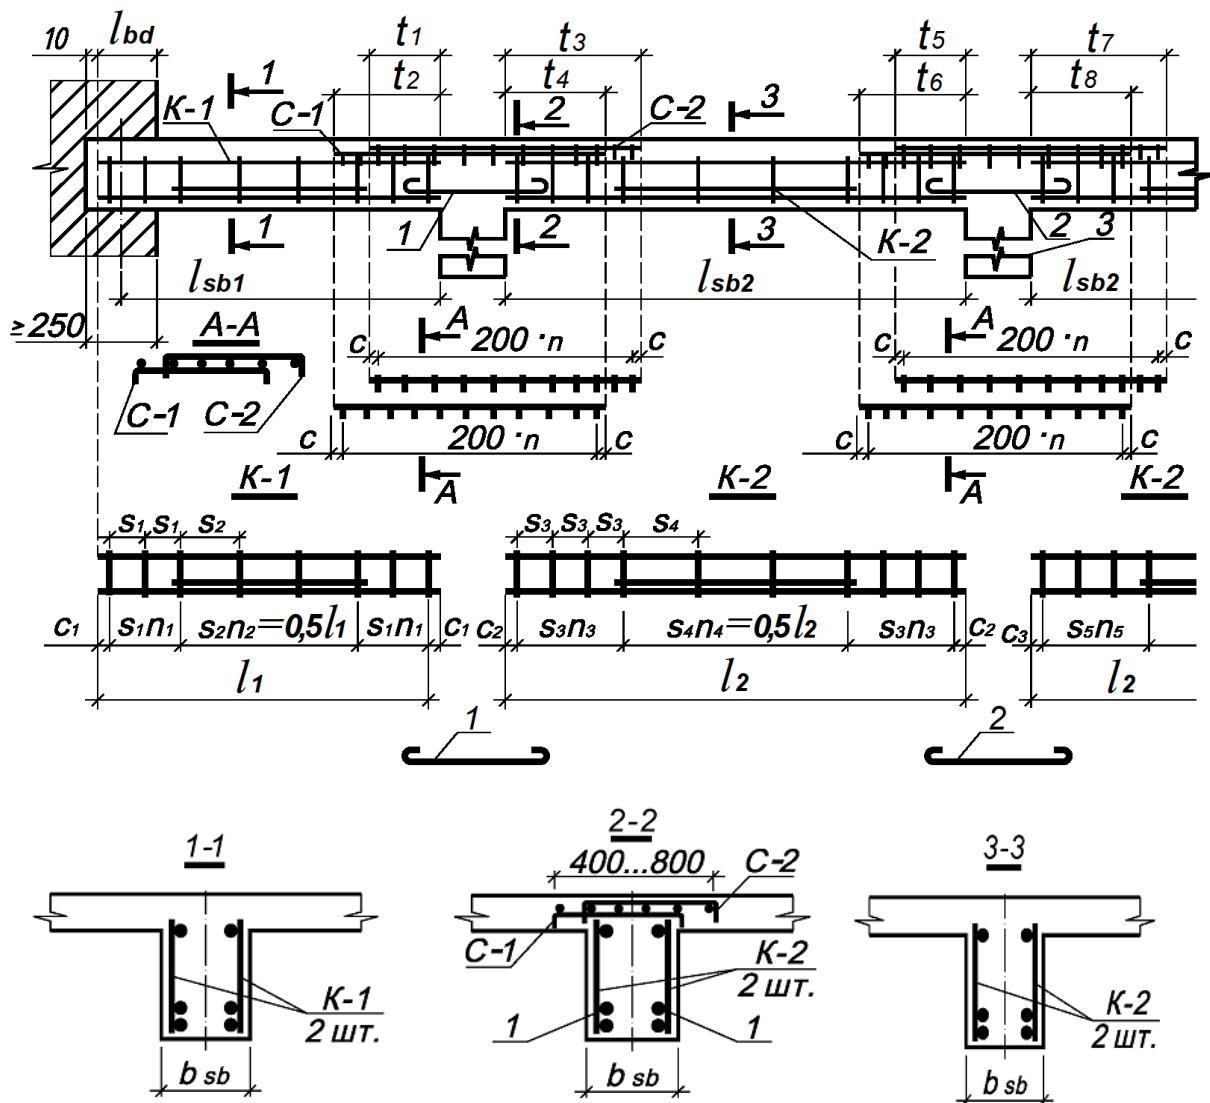 10 lbd t1 t3 t5 t7
t2 t4 t6 t8
1 2 3
К-1 С-1 С-2
1 1 2 3 К-2 2 3
lsb1 lsb2 lsb2
≥250 А-А А А
c 200·n c c 200·n c
С-1 С-2
c 200·n c c 200·n c
А А
К-1 К-2 К-2
s1 s1 s2 s3 s3 s3 s4
c1 s1n1 s2n2=0,5l1 s1n1 c1 c2 s3n3 s4n4=0,5l2 s3n3 c2 c3 s5n5
l1 l2 l2
1 2
1-1 2-2 3-3
400...800 С-2
С-1
К-1
2 шт.
К-2
2 шт.
К-2
2 шт.
1 1
b sb b sb b sb